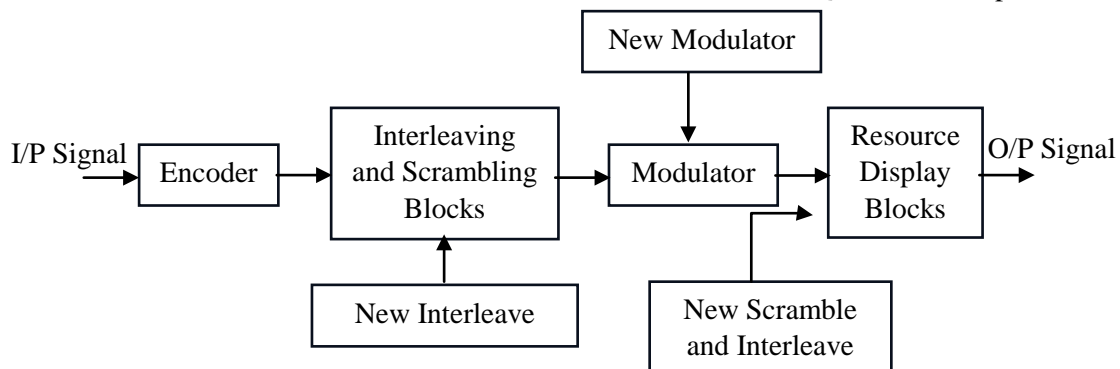 New Modulator
I/P Signal
Encoder
Interleaving
and Scrambling
Blocks
Modulator
Resource
Display
Blocks
O/P Signal
New Interleave
New Scramble
and Interleave